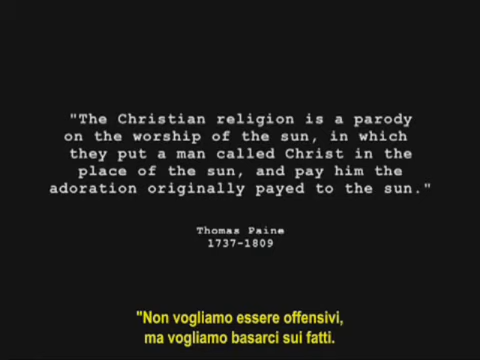 "The Christian religion is a parody
on the worship of the sun, in which
they put a man called Christ in the
place of the sun, and pay him the
adoration originally payed to the sun."
Thomas Paine
1737-1809
"Non vogliamo essere offensivi,
ma vogliamo basarci sui fatti.